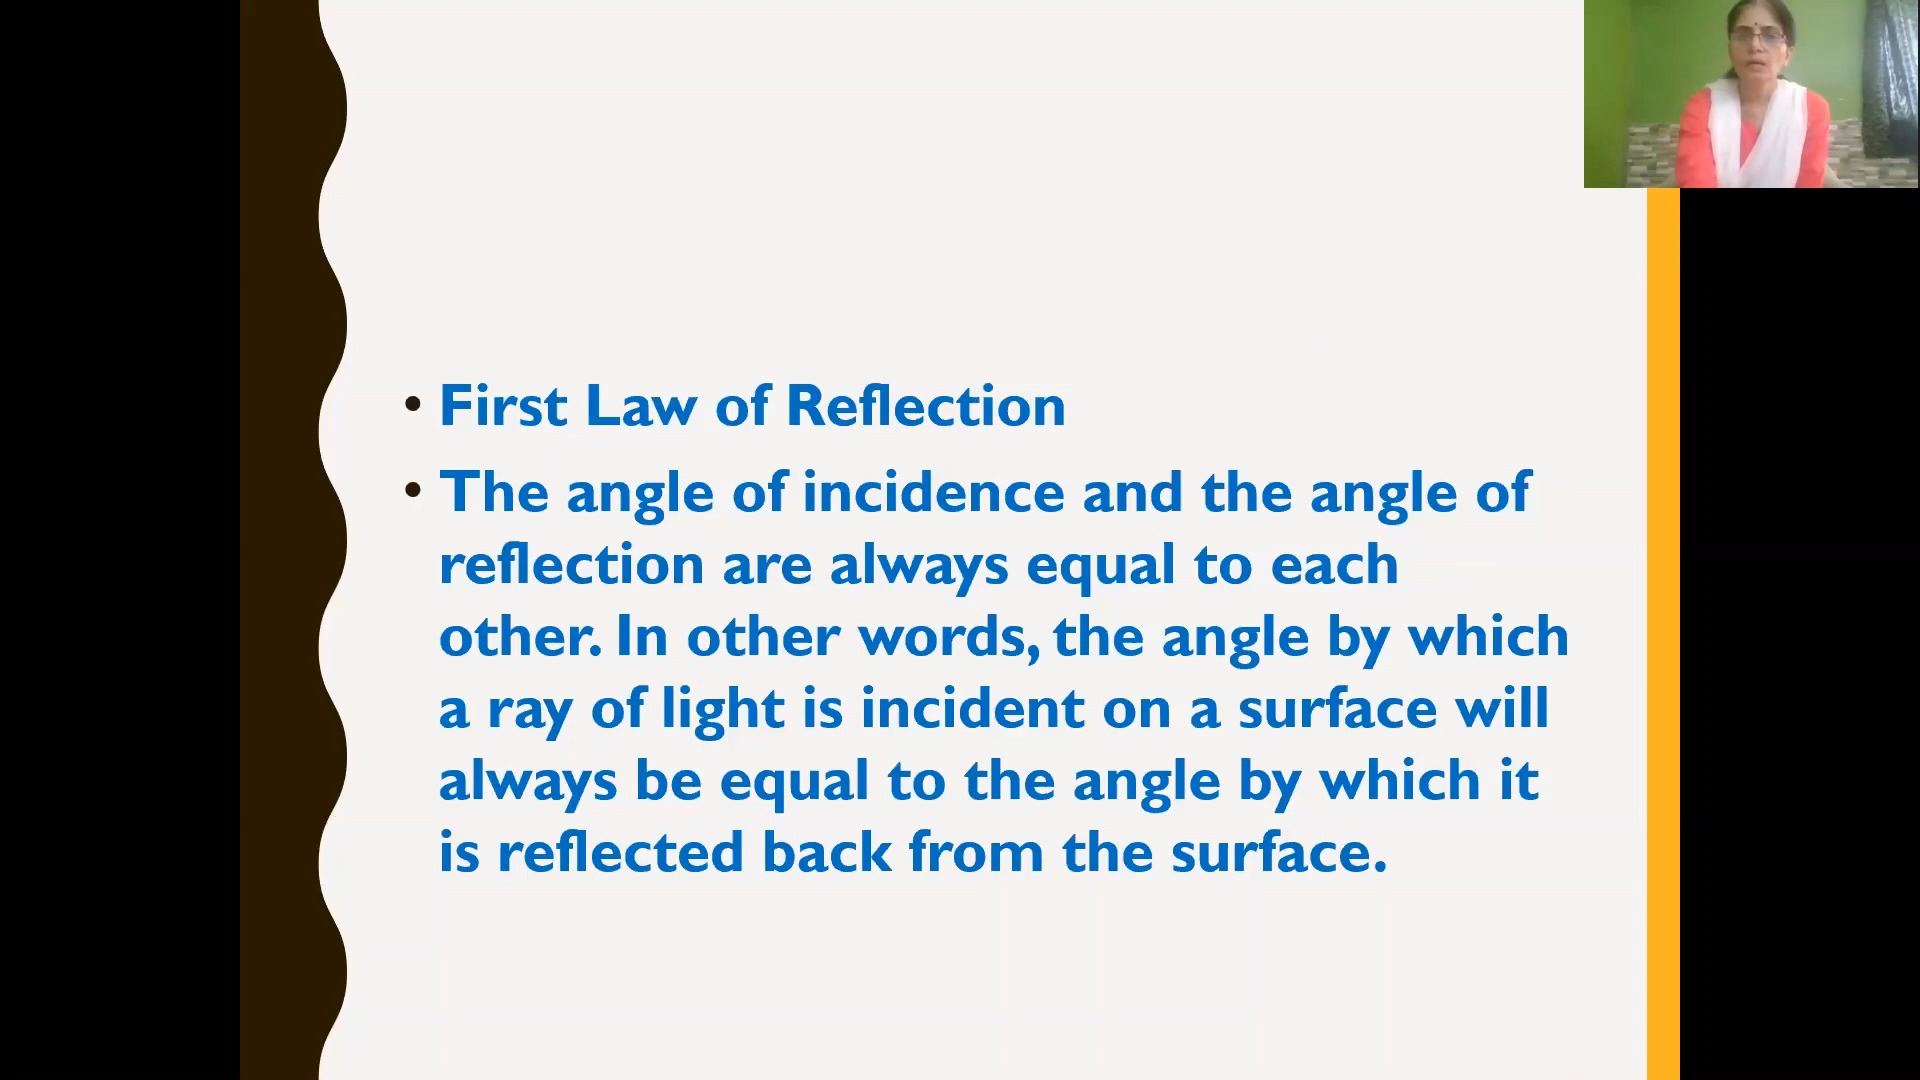 • First Law of Reflection
• The angle of incidence and the angle of
reflection are always equal to each
other. In other words, the angle by which
a ray of light is incident on a surface will
always be equal to the angle by which it
is reflected back from the surface.